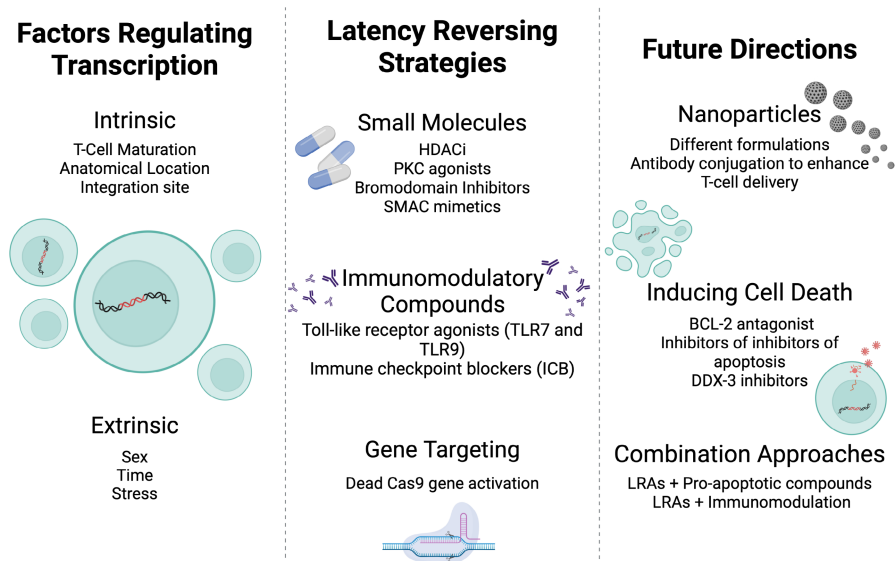 Factors Regulating
Transcription
Intrinsic
T-Cell Maturation
Anatomical Location
Integration site
Extrinsic
Sex
Time
Stress
Latency Reversing
Strategies
Small Molecules
HDACi
PKC agonists
Bromodomain Inhibitors
SMAC mimetics
Immunomodulatory
Compounds
Toll-like receptor agonists (TLR7 and
TLR9)
Immune checkpoint blockers (ICB)
Gene Targeting
Dead Cas9 gene activation
Future Directions
Nanoparticles
Different formulations
Antibody conjugation to enhance
T-cell delivery
Inducing Cell Death
BCL-2 antagonist
Inhibitors of inhibitors of
apoptosis
DDX-3 inhibitors
Combination Approaches
LRAs + Pro-apoptotic compounds
LRAs + Immunomodulation